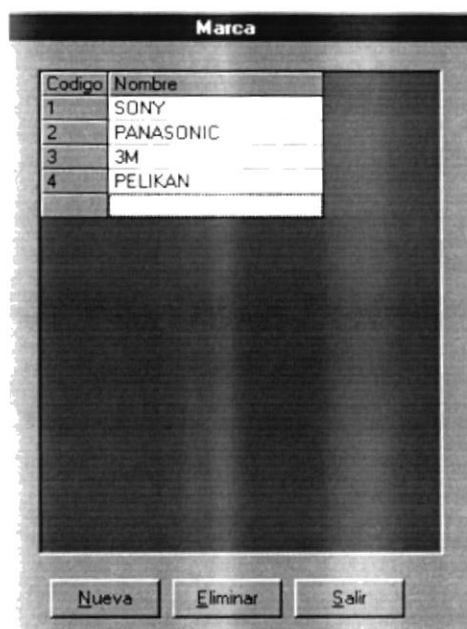 Marca
Codigo Nombre
1 SONY
2 PANASONIC
3 3M
4 PELIKAN
Nueva Eliminar Salir